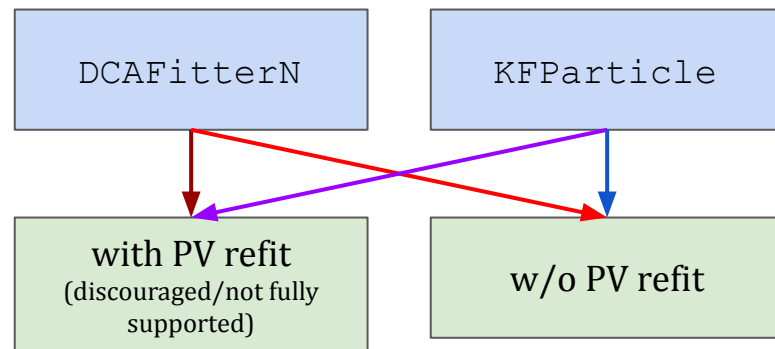 DCAFitterN
KFParticle
with PV refit
(discouraged/not fully
supported)
w/o PV refit